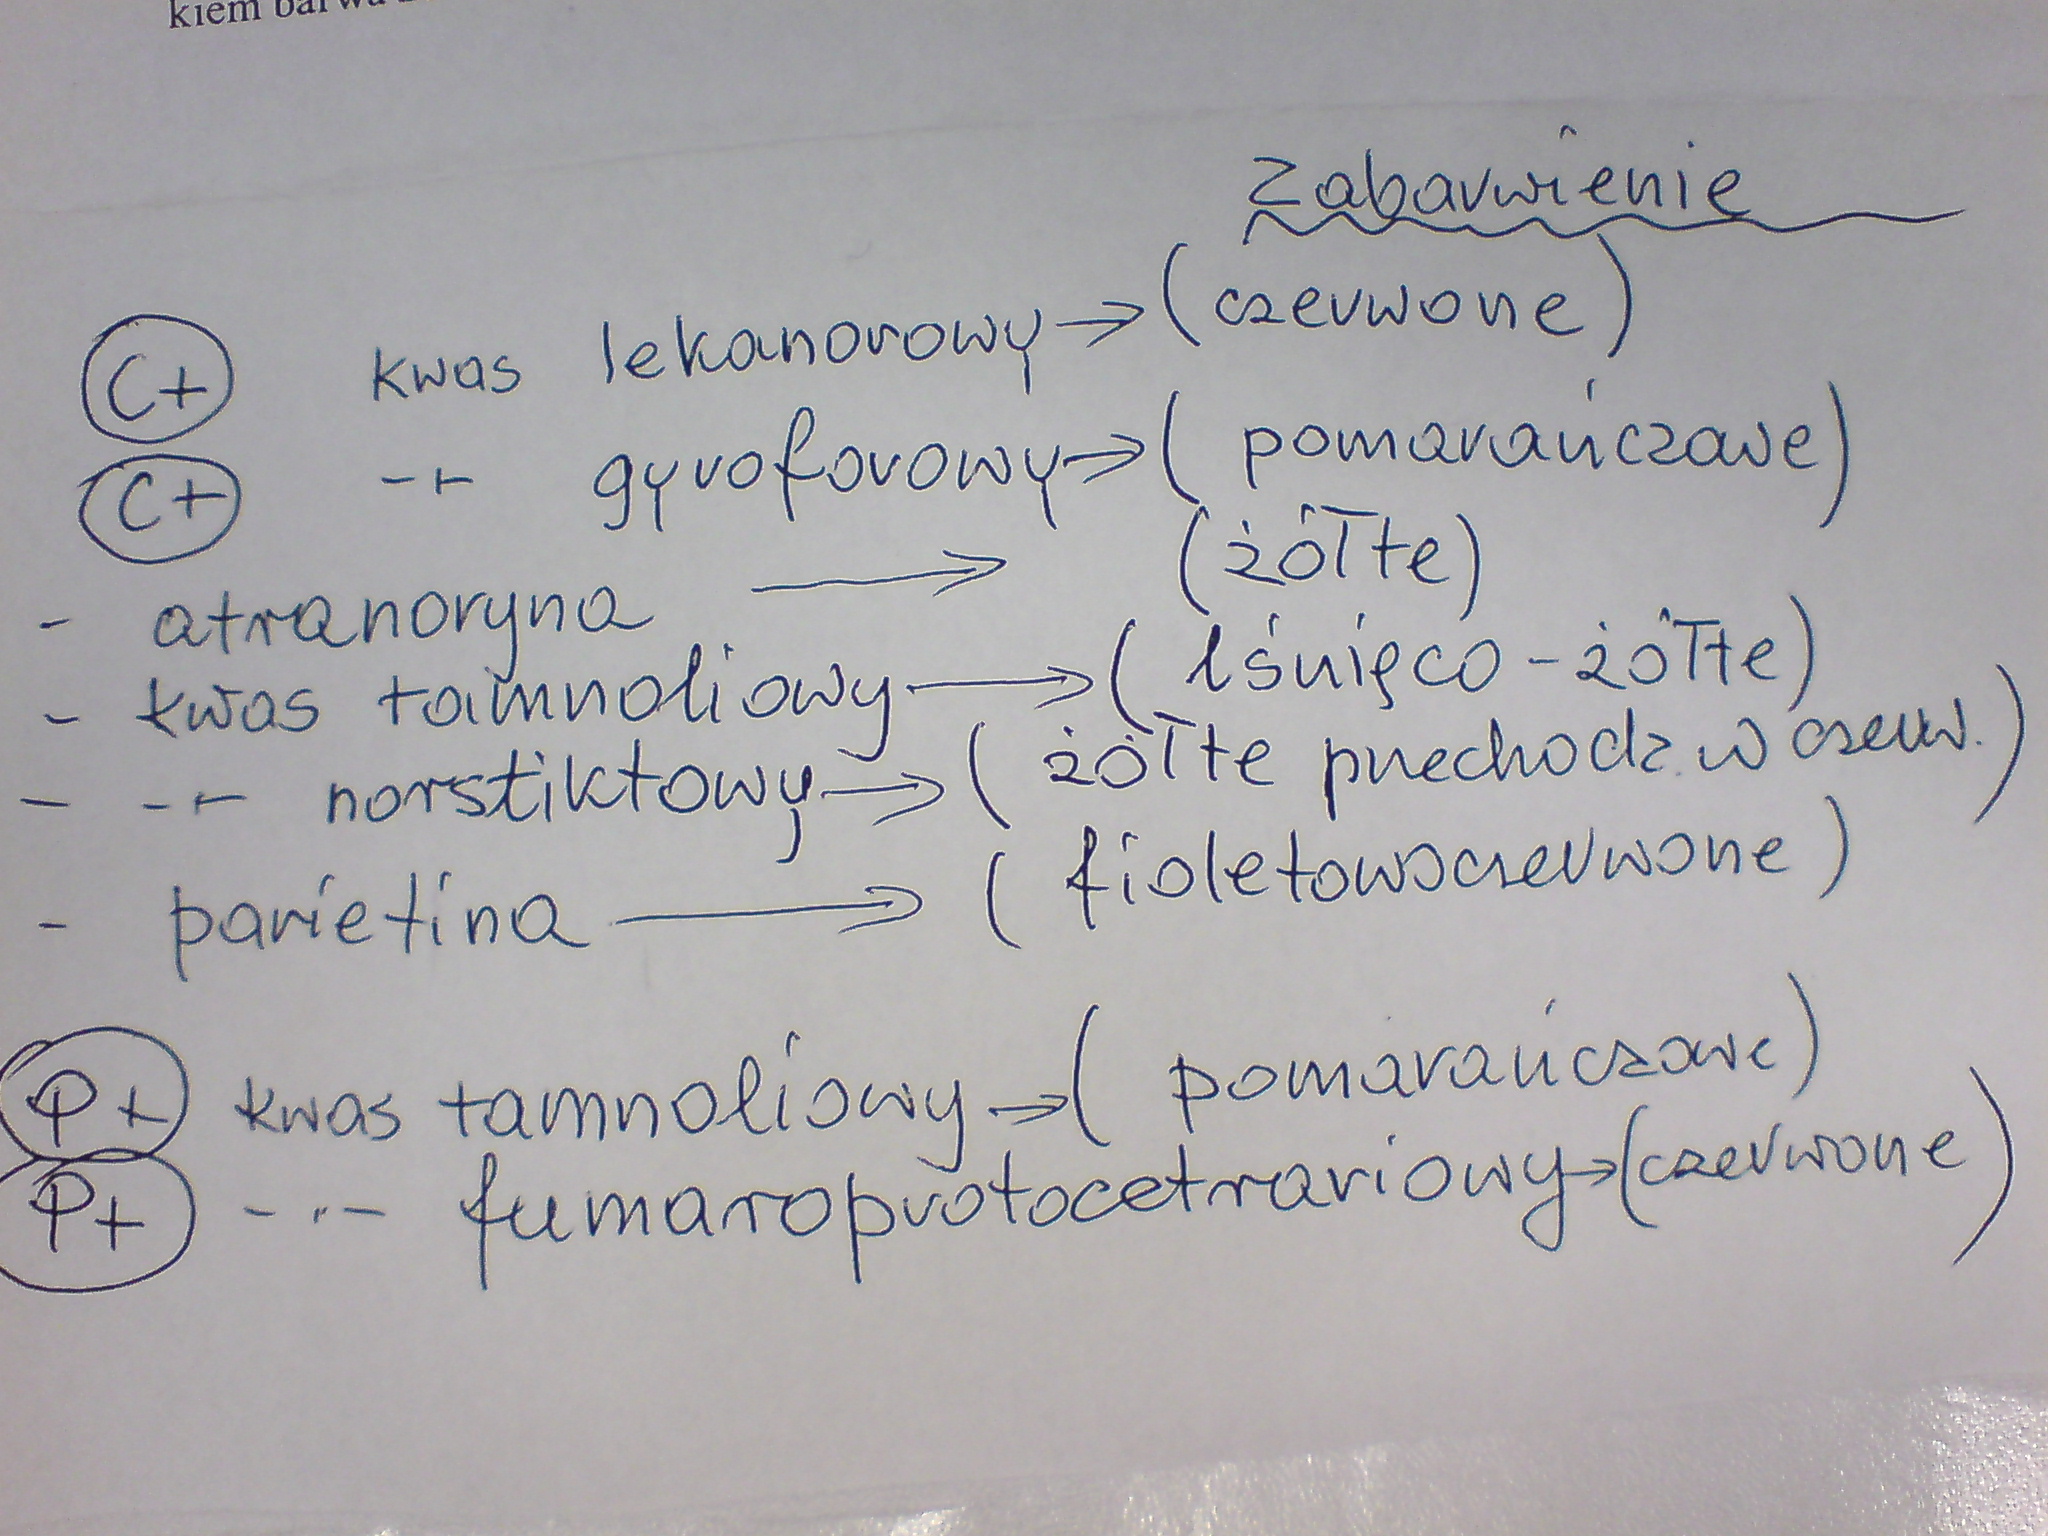 kiem barwa
Zabarwienie
C+ kwas lekanorowy → (czerwone)
C+ -"- gyroforowy → (pomarańczowe)
- atranoryna → (żółte)
- kwas tamnoliowy → (lśnięco-żółte)
- -"- norstiktowy → (żółte przechodz. w czerw.)
- parietina → (fioletowoczerwone)
P+ kwas tamnoliowy → (pomarańczowe)
P+ -"- fumaroprotocetrariowy → (czerwone)